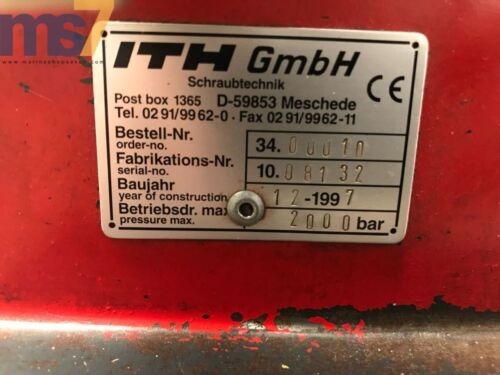 ms7
ITH GmbH
Schraubtechnik
CE
Post box 1365 D-59853 Meschede
Tel. 02 91/99 62-0 · Fax 02 91/99 62-11
Bestell-Nr.
order-no.
34.00010
Fabrikations-Nr.
serial-no.
10.08132
Baujahr
year of construction
12-1997
Betriebsdr. max.
pressure max.
2000 bar